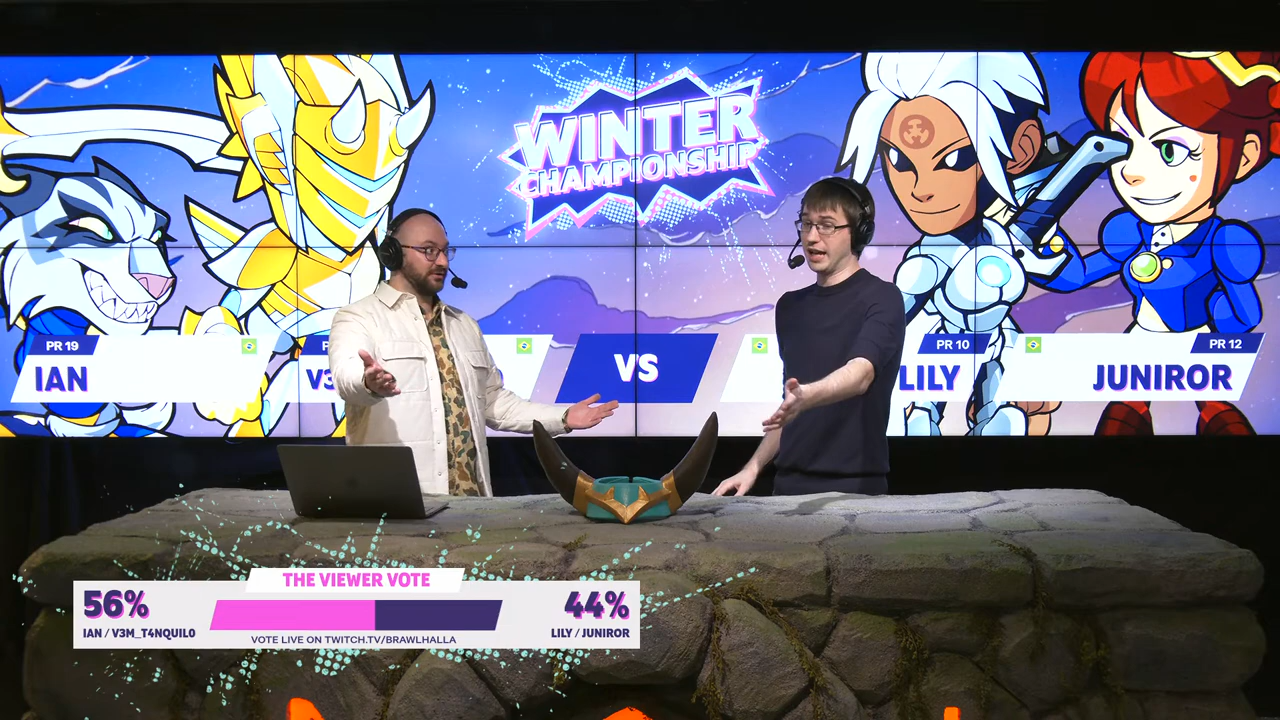 WINTER
CHAMPIONSHIP
PR 19
IAN
V3
VS
PR 10
LILY
PR 12
JUNIROR
THE VIEWER VOTE
56%
44%
IAN / V3M_T4NQUIL0
LILY / JUNIROR
VOTE LIVE ON TWITCH.TV/BRAWLHALLA